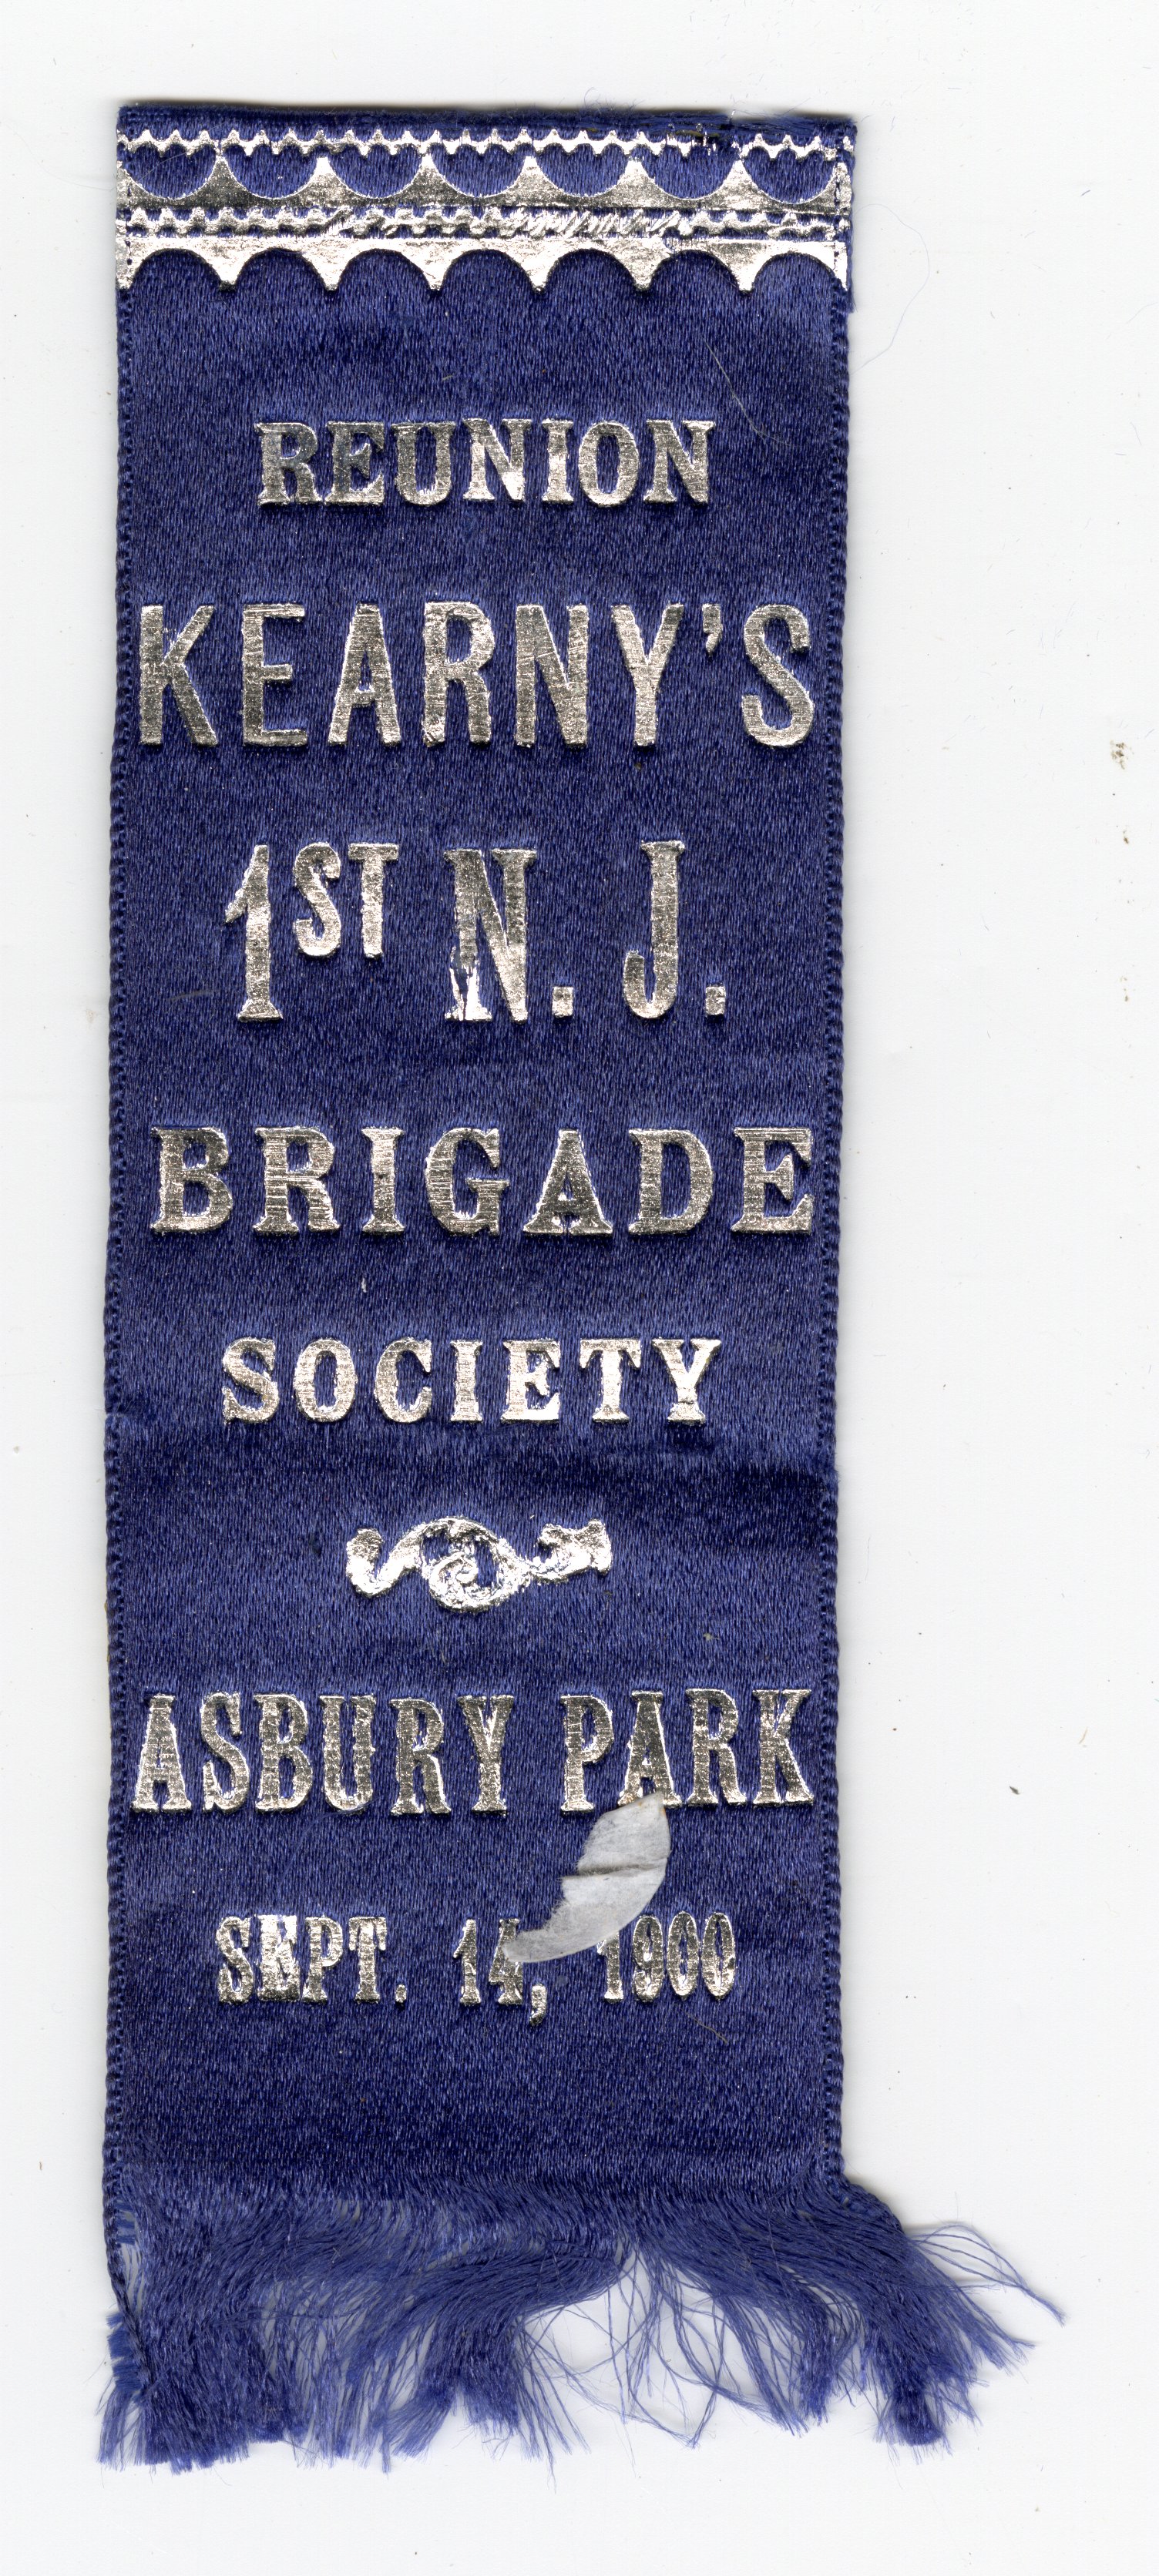 REUNION
KEARNY'S
1ST N. J.
BRIGADE
SOCIETY
ASBURY PARK
SEPT. 14, 1900